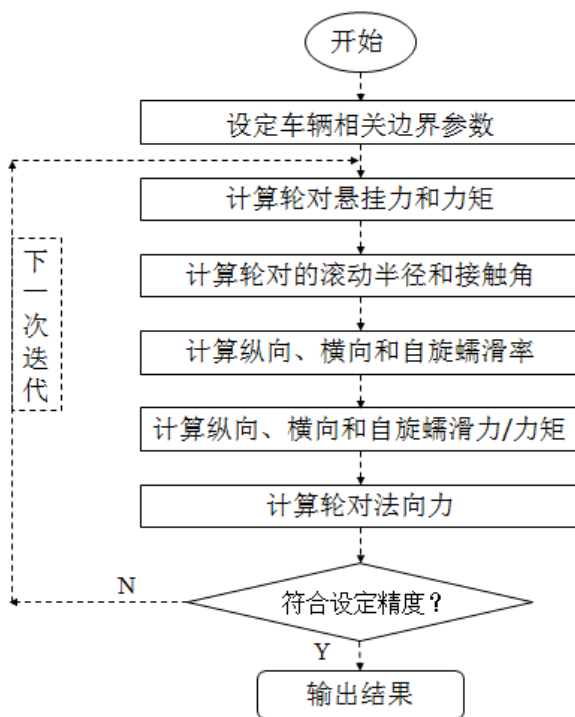 开始
设定车辆相关边界参数
计算轮对悬挂力和力矩
计算轮对的滚动半径和接触角
计算纵向、横向和自旋蠕滑率
计算纵向、横向和自旋蠕滑力/力矩
计算轮对法向力
符合设定精度?
N
Y
输出结果
下一次迭代